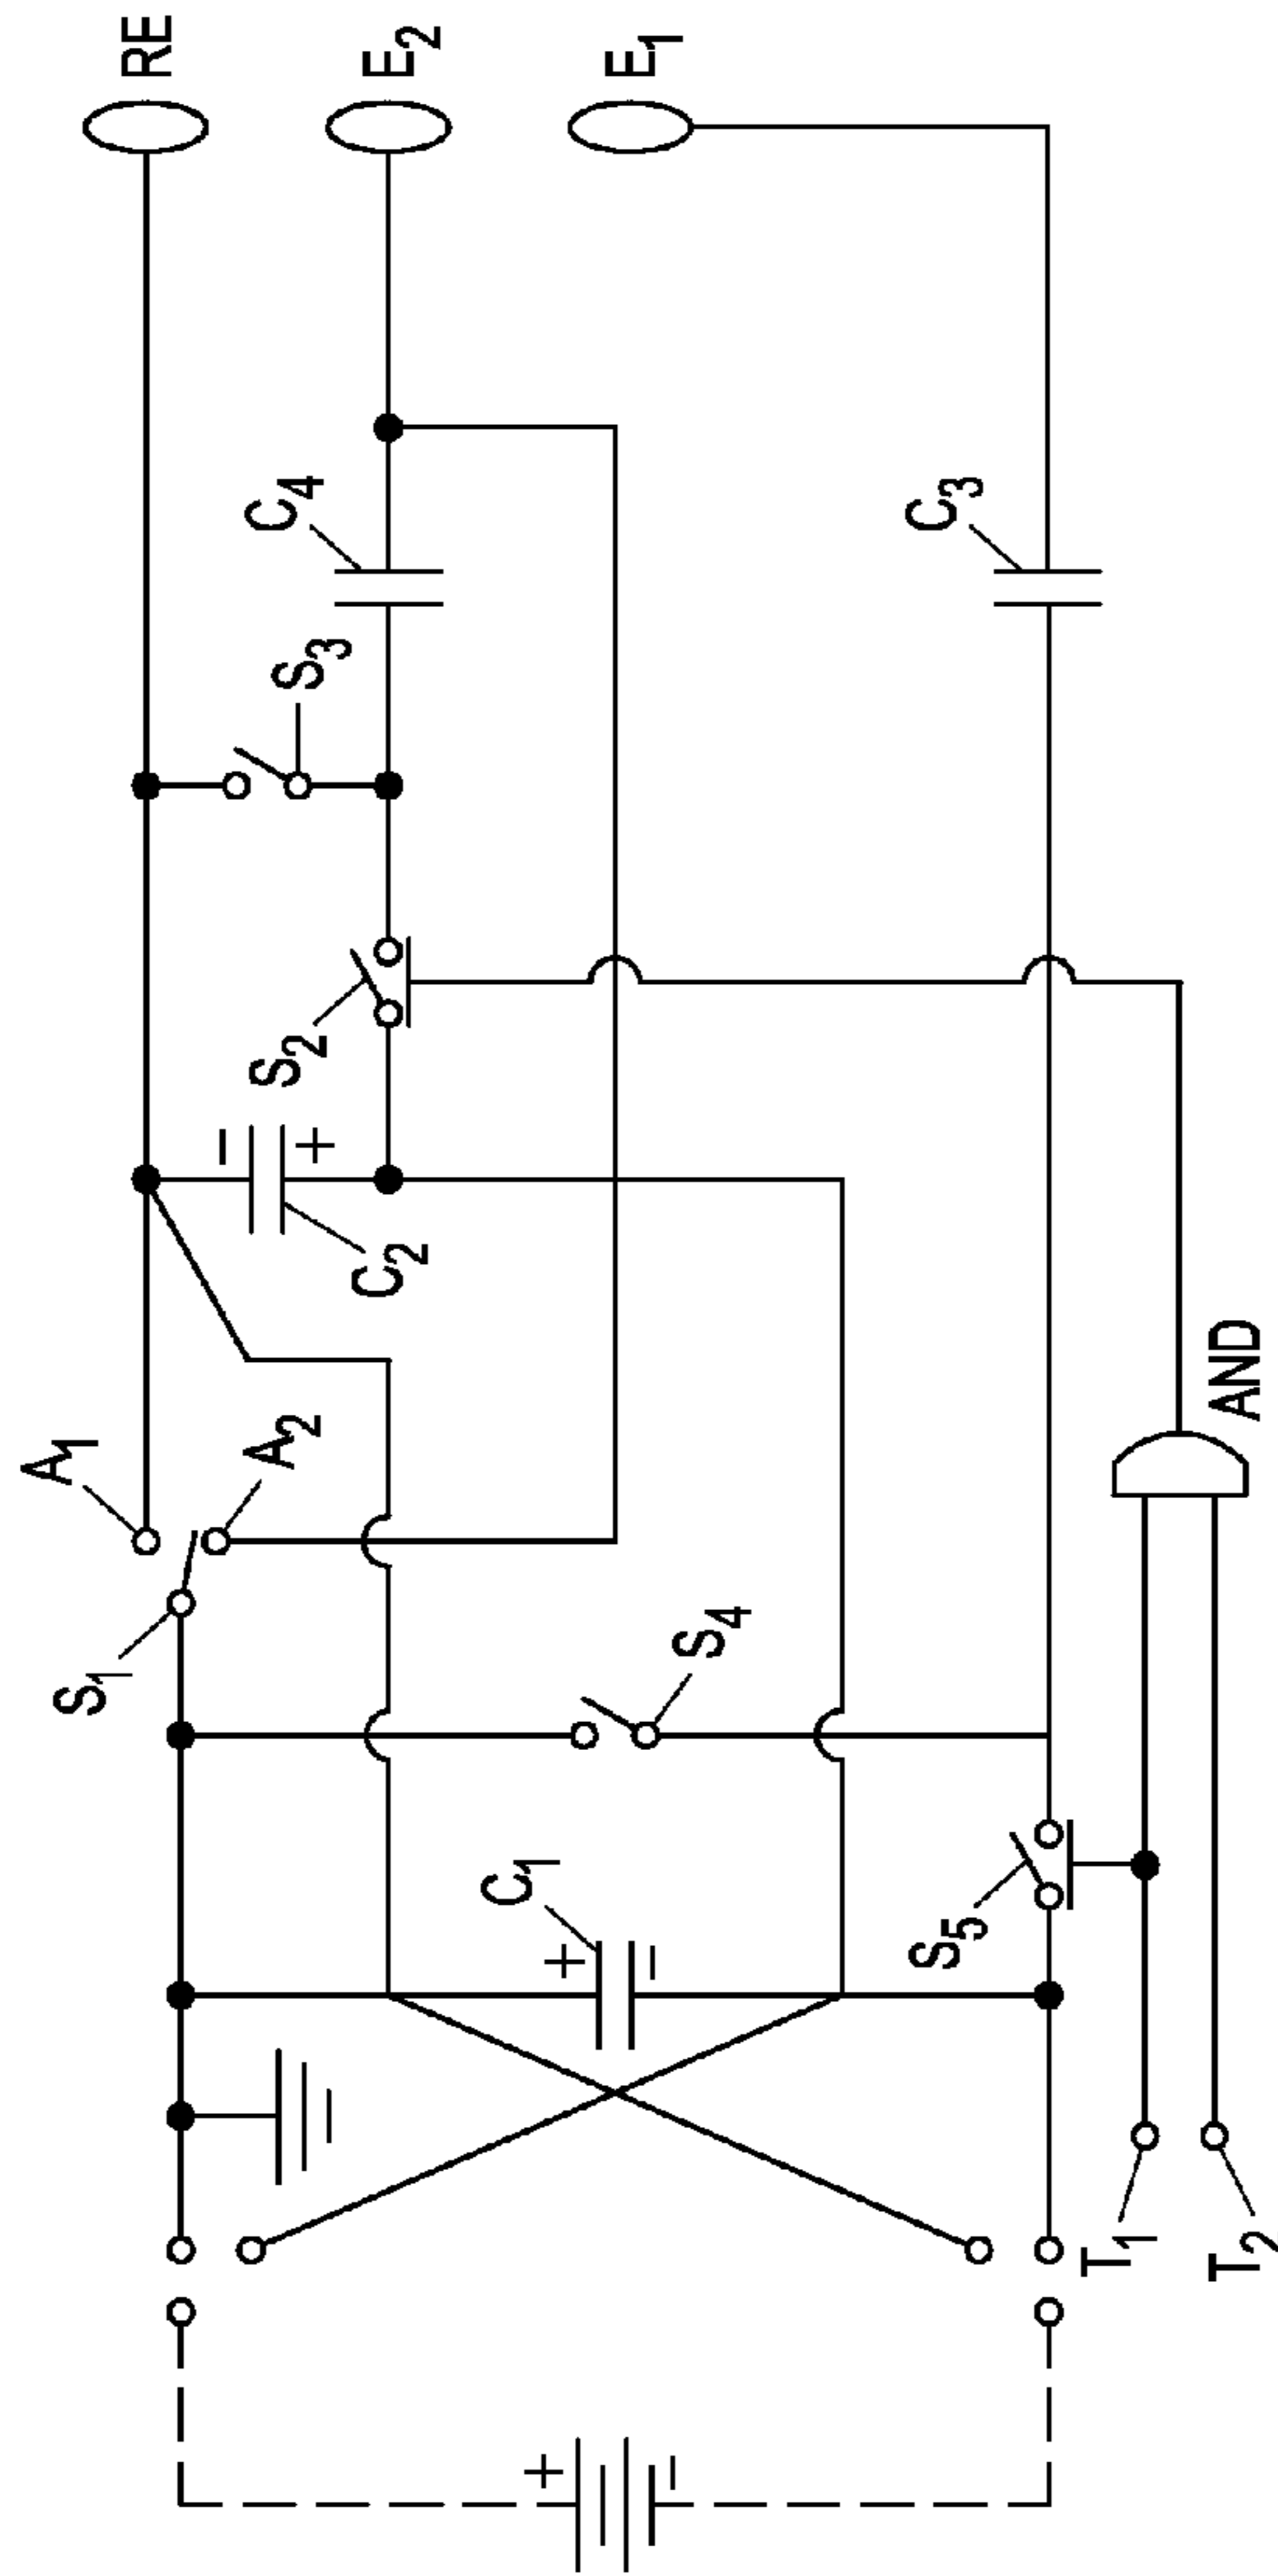 RE
E2
E1
C4
C3
S3
S2
- +
C2
A1
A2
AND
S1
S4
C1
+ -
S5
T1
T2
+ -